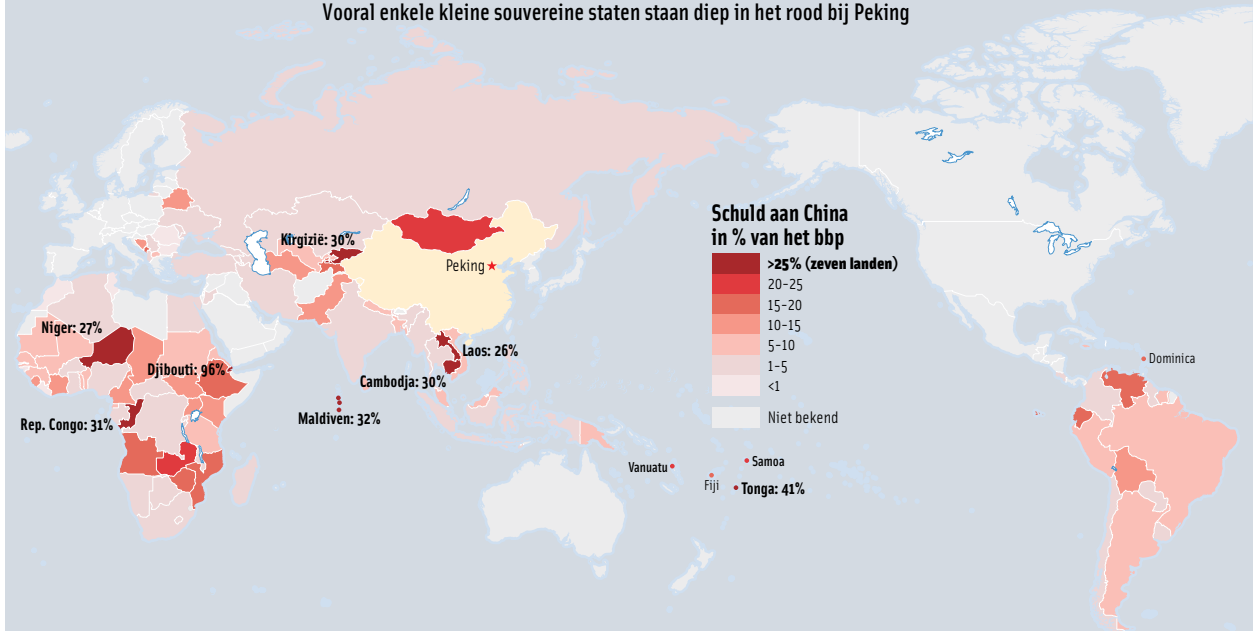 Vooral enkele kleine souvereine staten staan diep in het rood bij Peking
Kirgizië: 30%
Peking
Niger: 27%
Djibouti: 96%
Laos: 26%
Cambodja: 30%
Rep. Congo: 31%
Maldiven: 32%
Schuld aan China
in % van het bbp
>25% (zeven landen)
20-25
15-20
10-15
5-10
1-5
<1
Niet bekend
Dominica
Vanuatu
Samoa
Fiji
Tonga: 41%